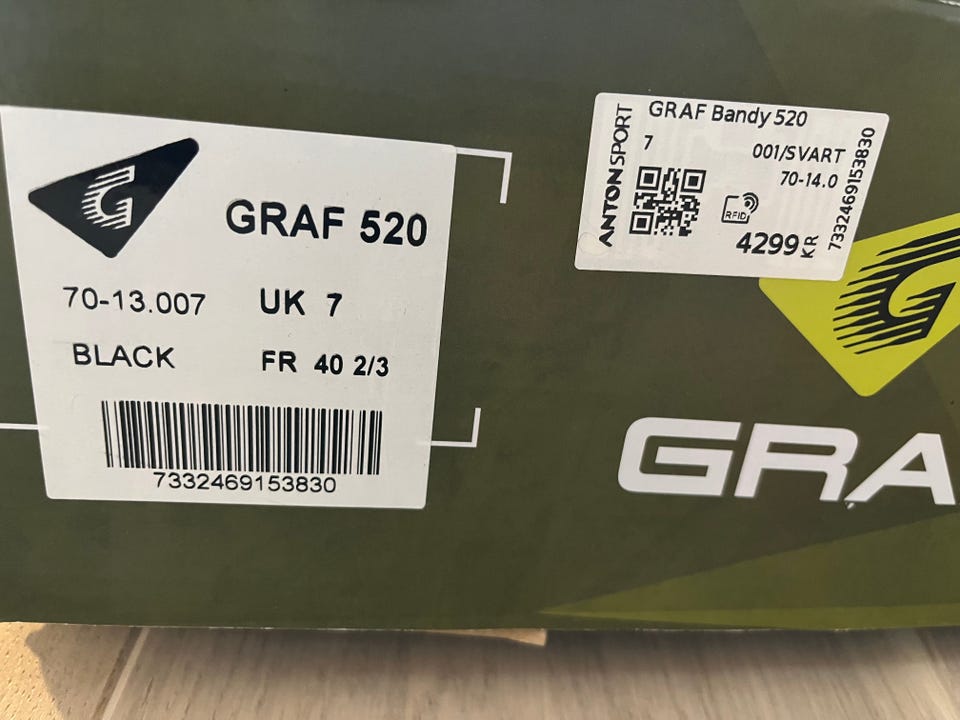 G
GRAF 520
70-13.007 UK 7
BLACK FR 40 2/3
7332469153830
ANTON SPORT
GRAF Bandy 520
7
001/SVART
70-14.0
RFID
4299 KR
7332469153830
G
GRA